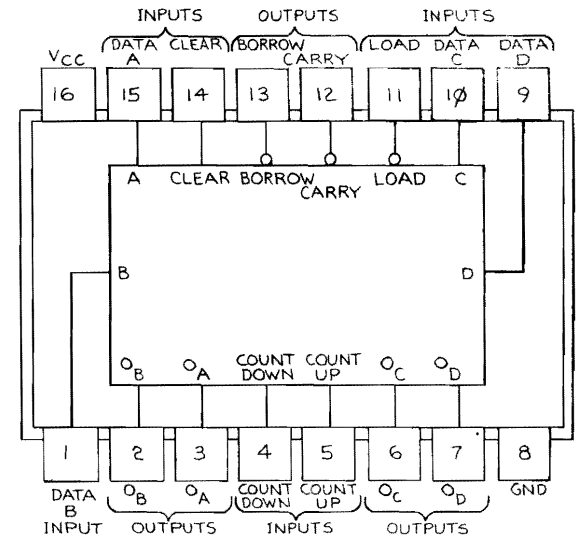 INPUTS OUTPUTS INPUTS
VCC DATA A CLEAR BORROW CARRY LOAD DATA C DATA D
16 15 14 13 12 11 10 9
A CLEAR BORROW CARRY LOAD C
B D
OB OA COUNT DOWN COUNT UP OC OD
1 2 3 4 5 6 7 8
DATA B INPUT OB OA COUNT DOWN COUNT UP OC OD GND
OUTPUTS INPUTS OUTPUTS